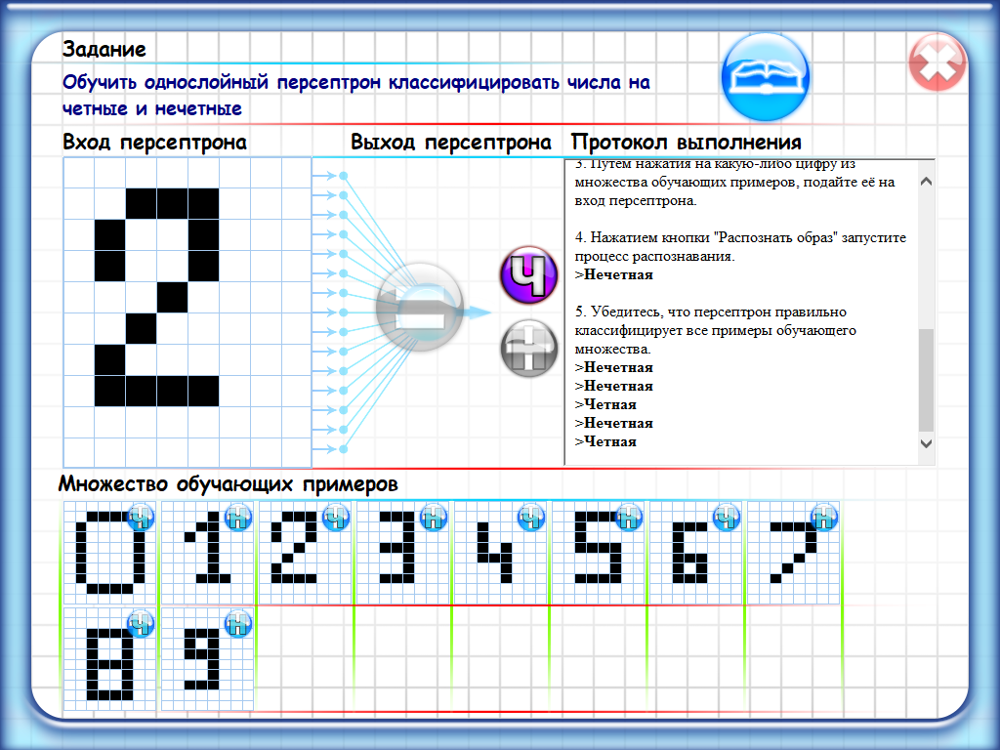 Задание
Обучить однослойный персептрон классифицировать числа на
четные и нечетные
Вход персептрона
Выход персептрона
Протокол выполнения
3. Путем нажатия на какую-либо цифру из
множества обучающих примеров, подайте её на
вход персептрона.
4. Нажатием кнопки "Распознать образ" запустите
процесс распознавания.
>Нечетная
5. Убедитесь, что персептрон правильно
классифицирует все примеры обучающего
множества.
>Нечетная
>Нечетная
>Четная
>Нечетная
>Четная
2
Ч
Н
Множество обучающих примеров
0 Ч 1 Н 2 Ч 3 Н 4 Ч 5 Н 6 Ч 7 Н
8 Ч 9 Н